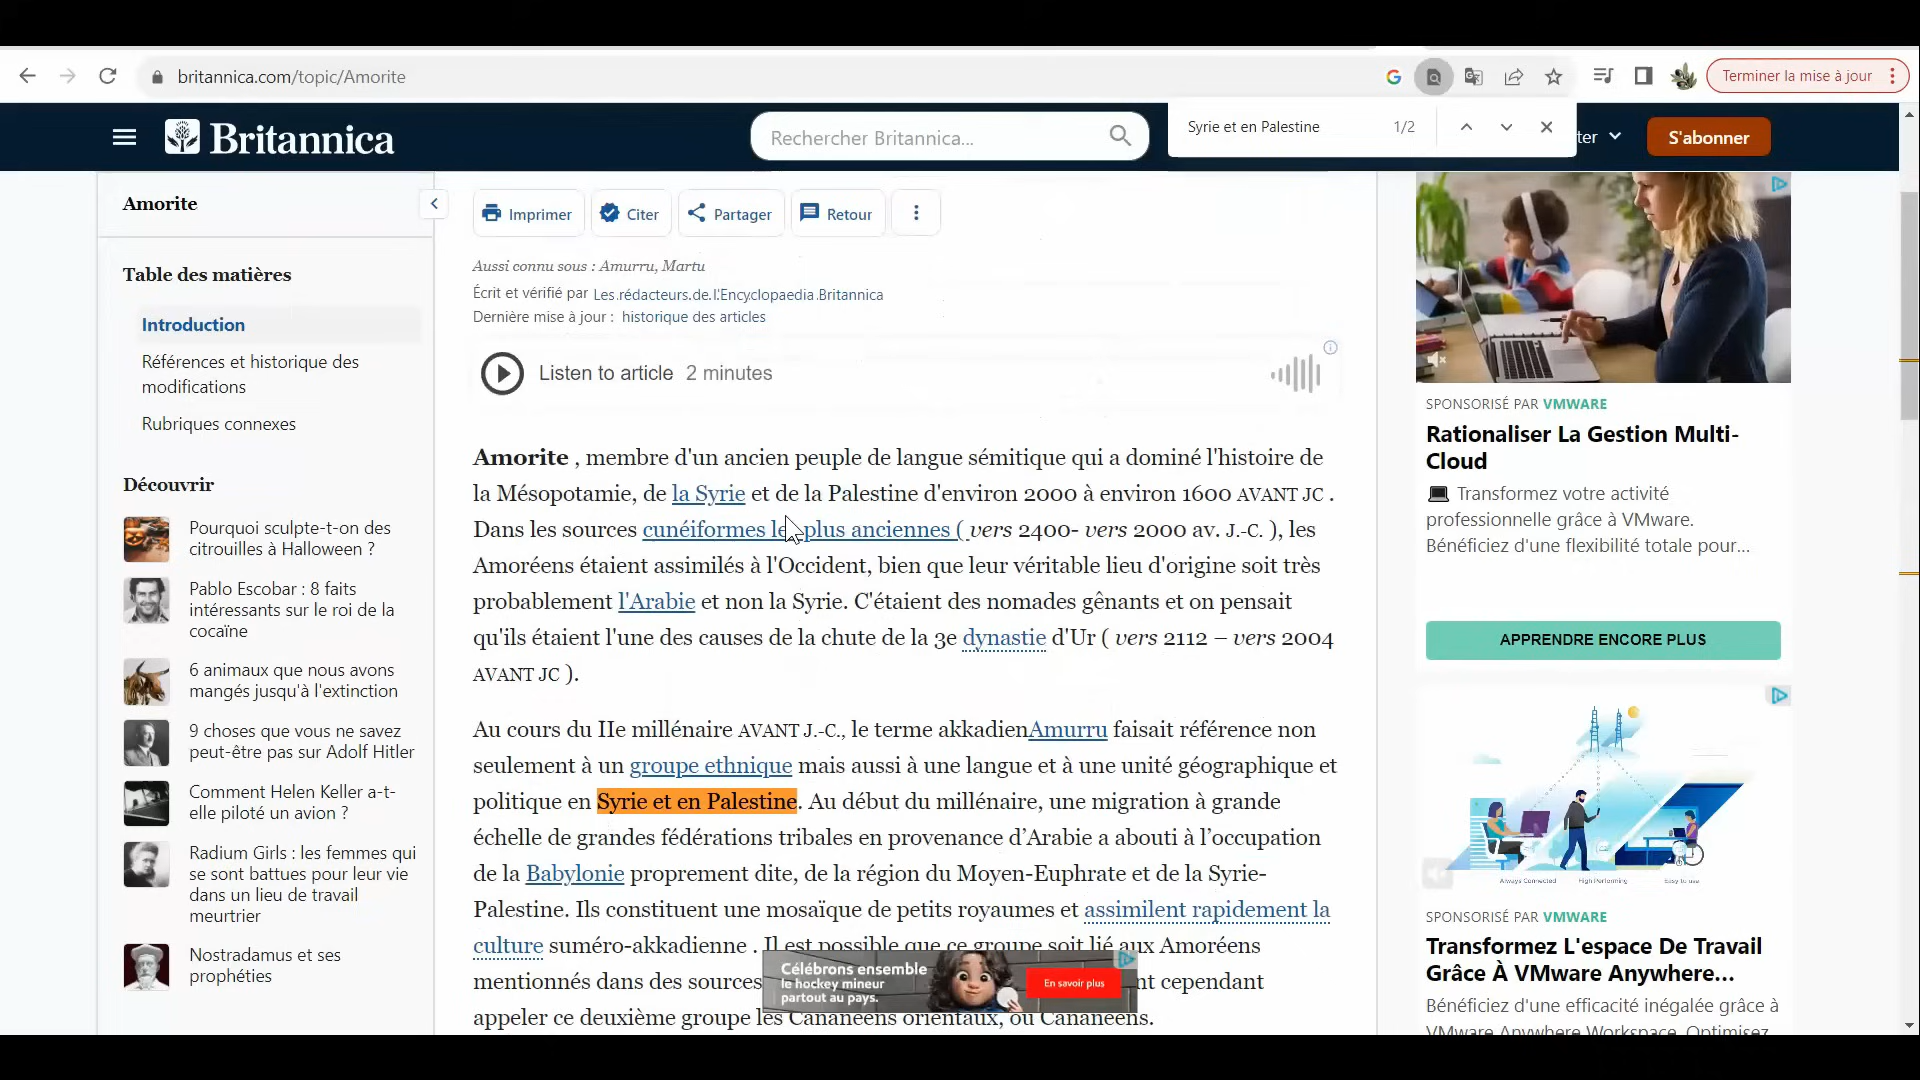 britannica.com/topic/Amorite
Terminer la mise à jour
Britannica
Rechercher Britannica...
Syrie et en Palestine
1/2
ter
S'abonner
Amorite
Table des matières
Introduction
Références et historique des
modifications
Rubriques connexes
Découvrir
Pourquoi sculpte-t-on des
citrouilles à Halloween ?
Pablo Escobar : 8 faits
intéressants sur le roi de la
cocaïne
6 animaux que nous avons
mangés jusqu'à l'extinction
9 choses que vous ne savez
peut-être pas sur Adolf Hitler
Comment Helen Keller a-t-
elle piloté un avion ?
Radium Girls : les femmes qui
se sont battues pour leur vie
dans un lieu de travail
meurtrier
Nostradamus et ses
prophéties
Imprimer
Citer
Partager
Retour
Aussi connu sous : Amurru, Martu
Écrit et vérifié par Les rédacteurs de l'Encyclopaedia Britannica
Dernière mise à jour : historique des articles
Listen to article 2 minutes
Amorite , membre d'un ancien peuple de langue sémitique qui a dominé l'histoire de
la Mésopotamie, de la Syrie et de la Palestine d'environ 2000 à environ 1600 AVANT JC .
Dans les sources cunéiformes le plus anciennes ( vers 2400- vers 2000 av. J.-C. ), les
Amoréens étaient assimilés à l'Occident, bien que leur véritable lieu d'origine soit très
probablement l'Arabie et non la Syrie. C'étaient des nomades gênants et on pensait
qu'ils étaient l'une des causes de la chute de la 3e dynastie d'Ur ( vers 2112 – vers 2004
AVANT JC ).
Au cours du IIe millénaire AVANT J.-C., le terme akkadienAmurru faisait référence non
seulement à un groupe ethnique mais aussi à une langue et à une unité géographique et
politique en Syrie et en Palestine. Au début du millénaire, une migration à grande
échelle de grandes fédérations tribales en provenance d’Arabie a abouti à l’occupation
de la Babylonie proprement dite, de la région du Moyen-Euphrate et de la Syrie-
Palestine. Ils constituent une mosaïque de petits royaumes et assimilent rapidement la
culture suméro-akkadienne . Il est possible que ce groupe soit lié aux Amoréens
mentionnés dans des sources nt cependant
appeler ce deuxième groupe les Cananéens orientaux, ou Cananéens.
Célébrons ensemble
le hockey mineur
partout au pays.
En savoir plus
SPONSORISÉ PAR VMWARE
Rationaliser La Gestion Multi-
Cloud
Transformez votre activité
professionnelle grâce à VMware.
Bénéficiez d'une flexibilité totale pour...
APPRENDRE ENCORE PLUS
Always Connected
High Performing
Easy to use
SPONSORISÉ PAR VMWARE
Transformez L'espace De Travail
Grâce À VMware Anywhere...
Bénéficiez d'une efficacité inégalée grâce à
VMware Anywhere Workspace. Optimisez